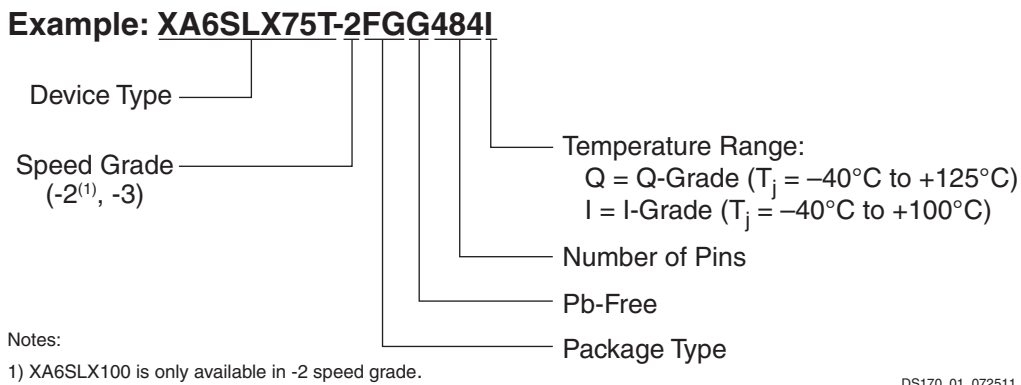 Example: XA6SLX75T-2FGG484I
Device Type
Speed Grade
(-2(1), -3)
Temperature Range:
Q = Q-Grade (Tj = –40°C to +125°C)
I = I-Grade (Tj = –40°C to +100°C)
Number of Pins
Pb-Free
Package Type
Notes:
1) XA6SLX100 is only available in -2 speed grade.
DS170_01_072511